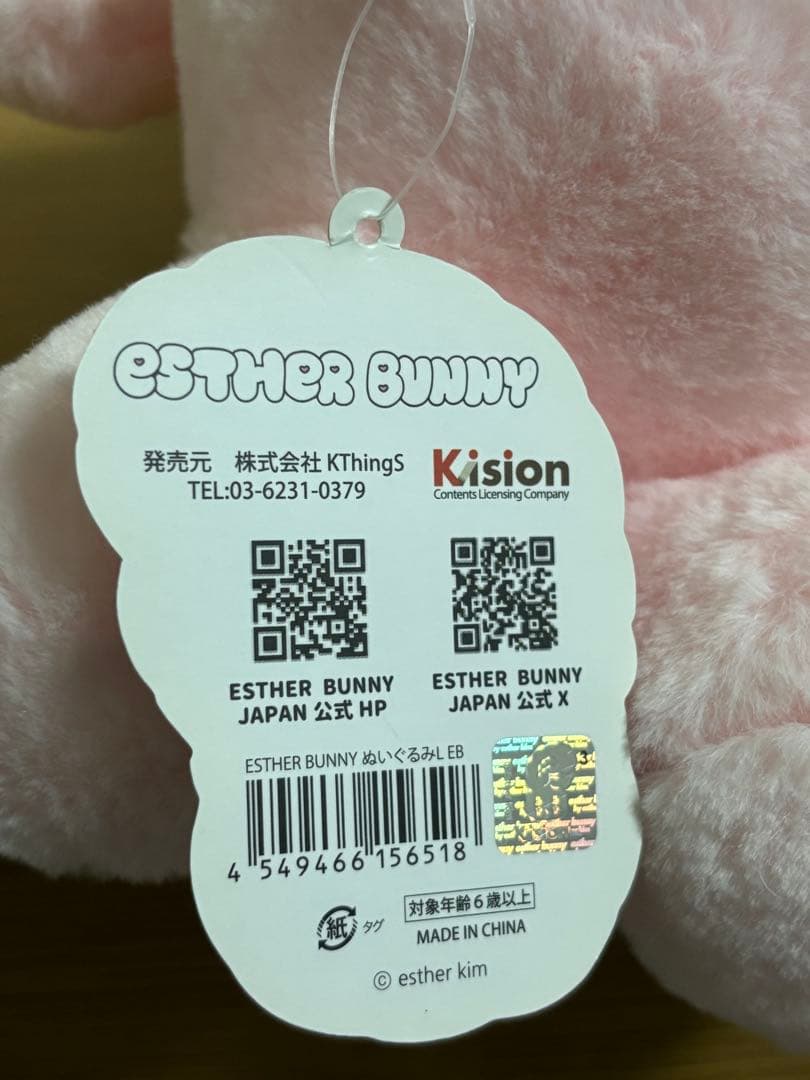 ESTHER BUNNY
発売元 株式会社 KThingS
TEL:03-6231-0379
Kision
Contents Licensing Company
ESTHER BUNNY
JAPAN 公式 HP
ESTHER BUNNY
JAPAN 公式 X
ESTHER BUNNY ぬいぐるみL EB
4 549466 156518
esther bunny
紙 タグ
対象年齢6歳以上
MADE IN CHINA
© esther kim